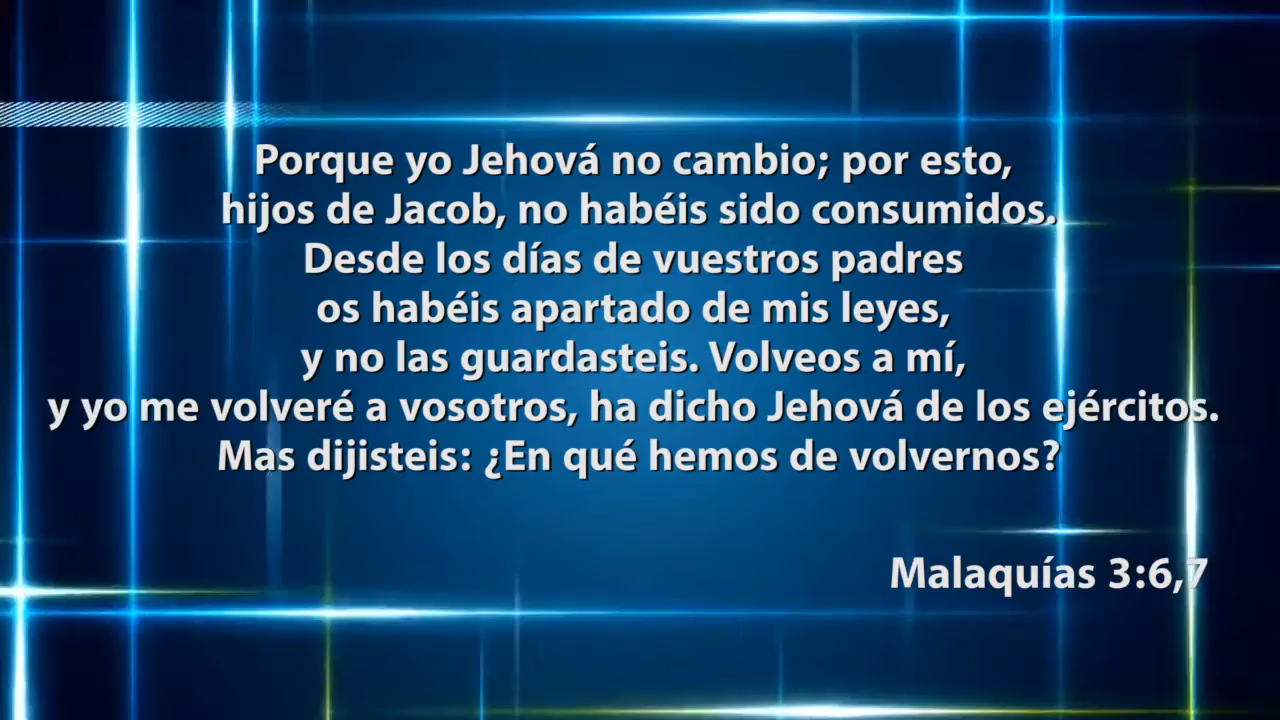 Porque yo Jehová no cambio; por esto,
hijos de Jacob, no habéis sido consumidos.
Desde los días de vuestros padres
os habéis apartado de mis leyes,
y no las guardasteis. Volveos a mí,
y yo me volveré a vosotros, ha dicho Jehová de los ejércitos.
Mas dijisteis: ¿En qué hemos de volvernos?
Malaquías 3:6,7